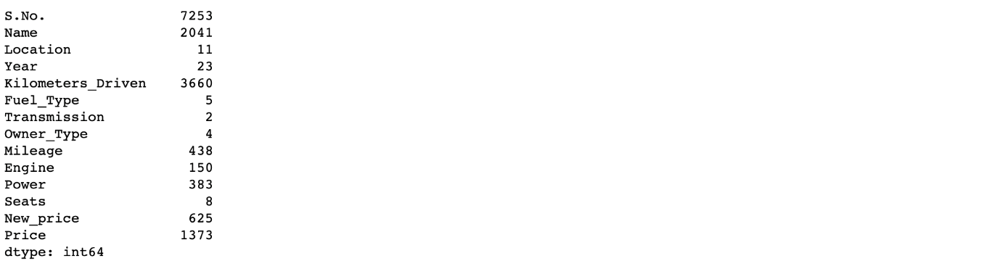 S.No. 7253
Name 2041
Location 11
Year 23
Kilometers_Driven 3660
Fuel_Type 5
Transmission 2
Owner_Type 4
Mileage 438
Engine 150
Power 383
Seats 8
New_price 625
Price 1373
dtype: int64